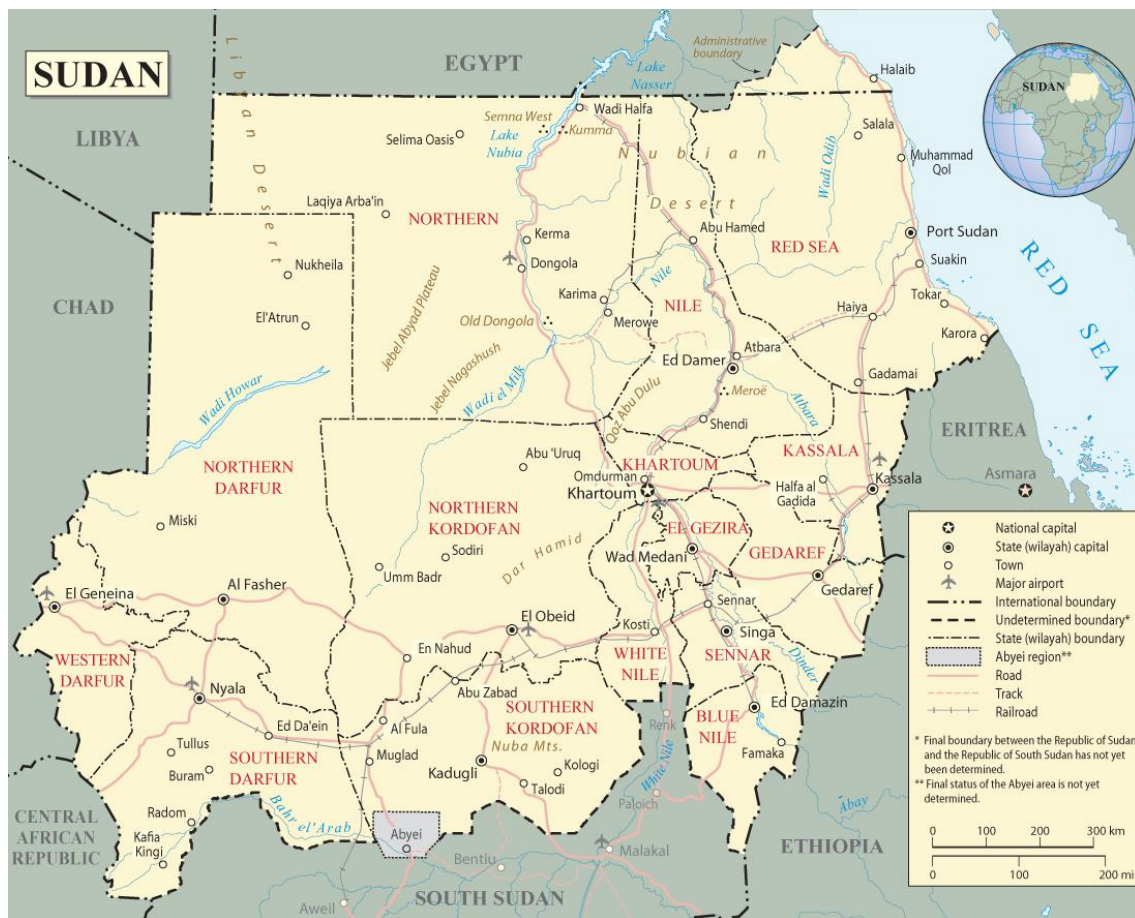 SUDAN
EGYPT
Administrative
boundary
Lake
Nasser
Halaib
SUDAN
LIBYA
Libyan Desert
Semna West
Wadi Halfa
Kumma
Selima Oasis
Lake
Nubia
Salala
Nubian
Desert
Wadi Odib
Muhammad
Qol
Laqiya Arba'in
NORTHERN
Abu Hamed
RED SEA
Port Sudan
Suakin
RED SEA
Kerma
Dongola
Nukheila
Nile
CHAD
Karima
Merowe
NILE
Haiya
Tokar
El'Atrun
Jebel Abyad Plateau
Old Dongola
Karora
Atbara
Ed Damer
Jebel Nagashush
Wadi el Milk
Qoz Abu Dulu
Meroë
Gadamai
Wadi Howar
Atbara
Shendi
ERITREA
KASSALA
NORTHERN
DARFUR
Abu 'Uruq
KHARTOUM
Omdurman
Khartoum
Halfa al
Gadida
Kassala
Asmara
NORTHERN
KORDOFAN
Miski
EL GEZIRA
Sodiri
Dar Hamid
Wad Medani
GEDAREF
Umm Badr
Gedaref
El Geneina
Al Fasher
Sennar
El Obeid
Kosti
Singa
En Nahud
WESTERN
DARFUR
WHITE
NILE
SENNAR
Dinder
Abu Zabad
Nyala
SOUTHERN
KORDOFAN
BLUE
NILE
Ed Damazin
Renk
Al Fula
Ed Da'ein
Nuba Mts.
Famaka
Tullus
Muglad
SOUTHERN
DARFUR
Kadugli
Kologi
Buram
Talodi
White Nile
Paloich
Radom
Bahr el'Arab
Abay
CENTRAL
AFRICAN
REPUBLIC
Kafia
Kingi
Abyei
Bentiu
Malakal
ETHIOPIA
SOUTH SUDAN
Aweil
National capital
State (wilayah) capital
Town
Major airport
International boundary
Undetermined boundary*
State (wilayah) boundary
Abyei region**
Road
Track
Railroad
* Final boundary between the Republic of Sudan
and the Republic of South Sudan has not yet
been determined.
** Final status of the Abyei area is not yet
determined.
0 100 200 300 km
0 100 200 mi